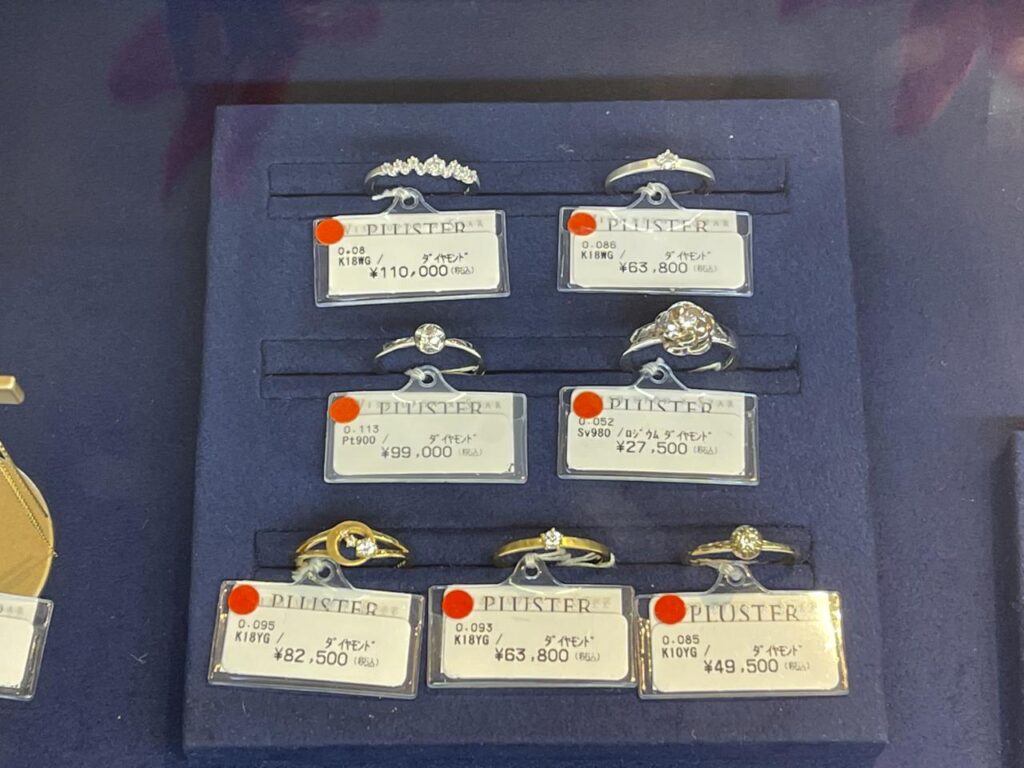 PLUSTER
0.08
K18WG / ダイヤモンド
¥110,000(税込)
PLUSTER
0.086
K18WG / ダイヤモンド
¥63,800(税込)
PLUSTER
0.113
Pt900 / ダイヤモンド
¥99,000(税込)
PLUSTER
0.052
Sv980 /ロジウム ダイヤモンド
¥27,500(税込)
PLUSTER
0.095
K18YG / ダイヤモンド
¥82,500(税込)
PLUSTER
0.093
K18YG / ダイヤモンド
¥63,800(税込)
PLUSTER
0.085
K10YG / ダイヤモンド
¥49,500(税込)